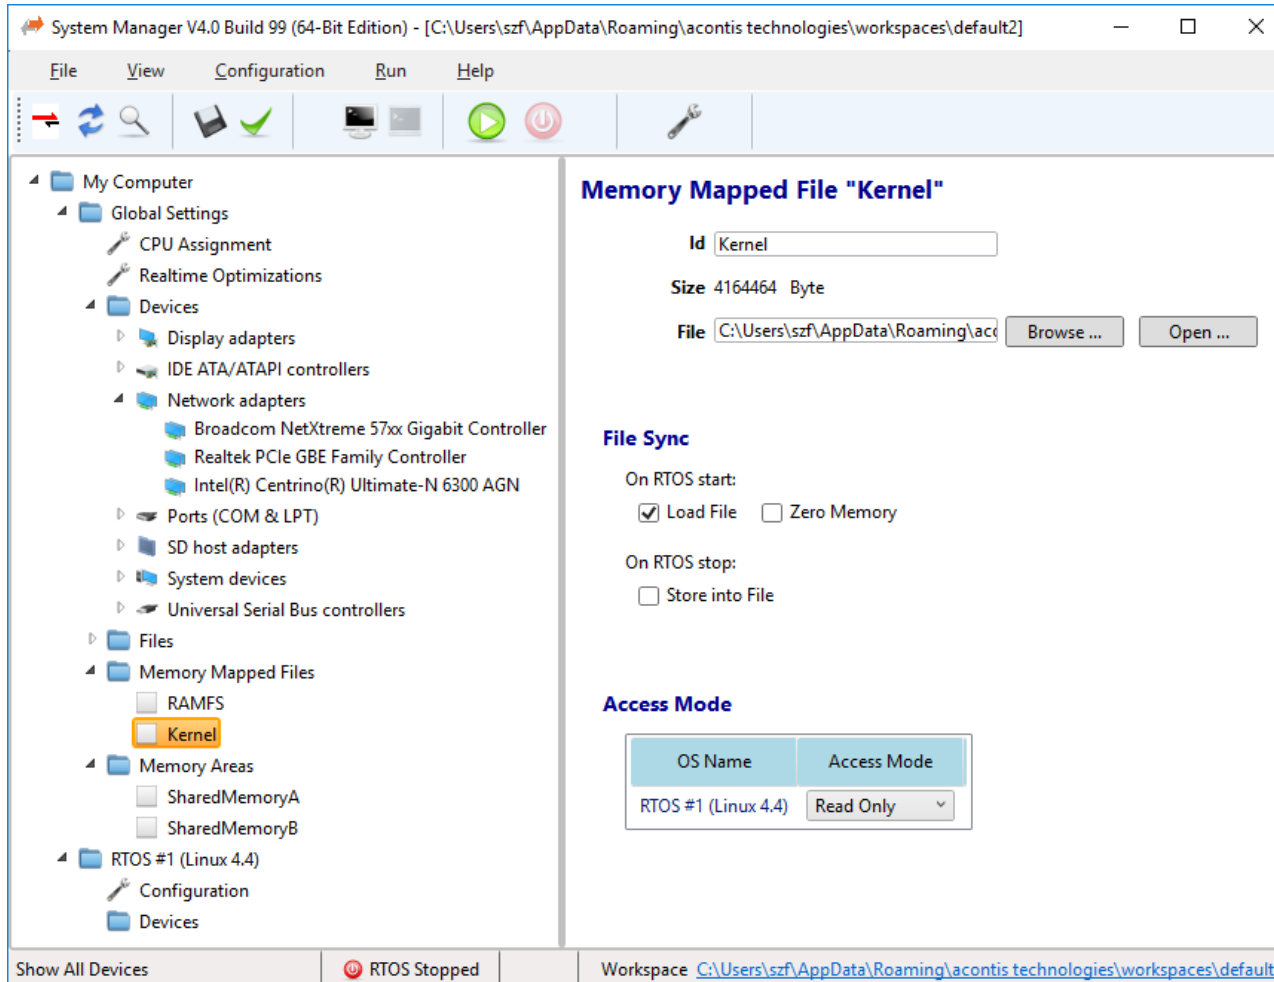 System Manager V4.0 Build 99 (64-Bit Edition) - [C:\Users\szf\AppData\Roaming\acontis technologies\workspaces\default2]
File View Configuration Run Help
My Computer
Global Settings
CPU Assignment
Realtime Optimizations
Devices
Display adapters
IDE ATA/ATAPI controllers
Network adapters
Broadcom NetXtreme 57xx Gigabit Controller
Realtek PCIe GBE Family Controller
Intel(R) Centrino(R) Ultimate-N 6300 AGN
Ports (COM & LPT)
SD host adapters
System devices
Universal Serial Bus controllers
Files
Memory Mapped Files
RAMFS
Kernel
Memory Areas
SharedMemoryA
SharedMemoryB
RTOS #1 (Linux 4.4)
Configuration
Devices
Memory Mapped File "Kernel"
Id Kernel
Size 4164464 Byte
File C:\Users\szf\AppData\Roaming\aco Browse ... Open ...
File Sync
On RTOS start:
Load File Zero Memory
On RTOS stop:
Store into File
Access Mode
OS Name Access Mode
RTOS #1 (Linux 4.4) Read Only
Show All Devices RTOS Stopped Workspace C:\Users\szf\AppData\Roaming\acontis technologies\workspaces\default